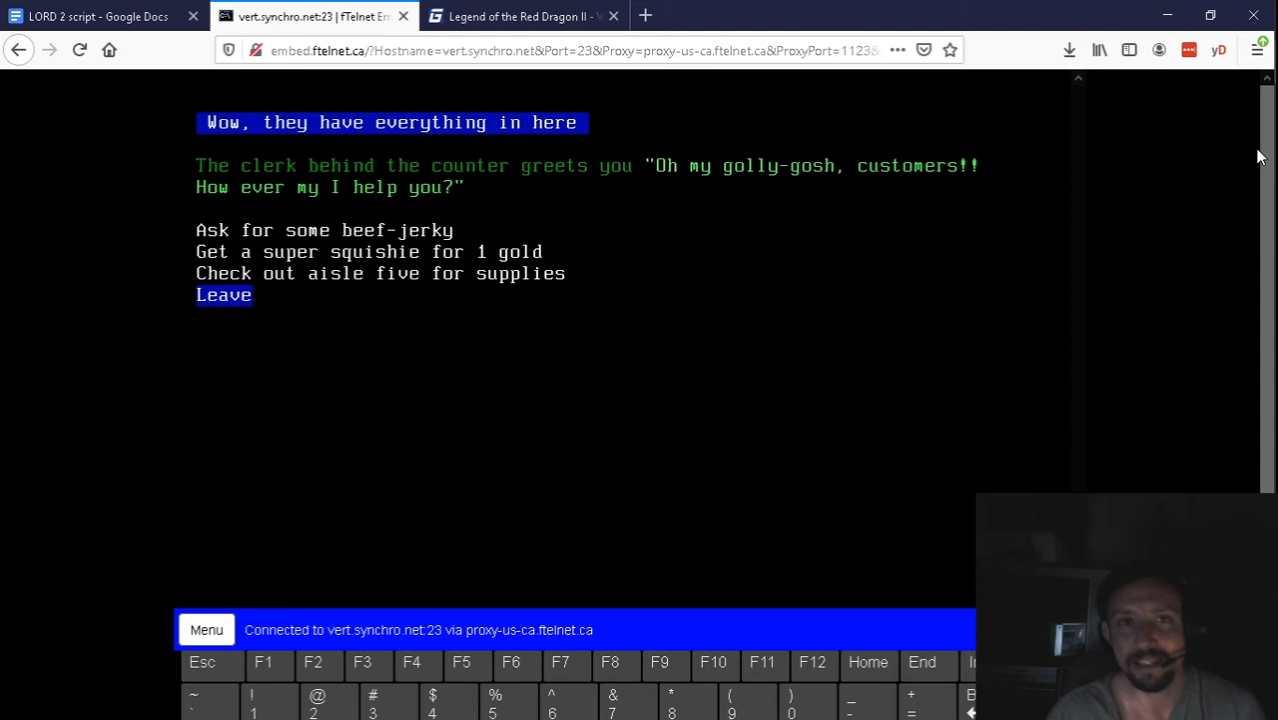 LORD 2 script - Google Docs
vert.synchro.net:23 | fTelnet Em
Legend of the Red Dragon II -
embed.ftelnet.ca/?Hostname=vert.synchro.net&Port=23&Proxy=proxy-us-ca.ftelnet.ca&ProxyPort=1123&
yD
Wow, they have everything in here
The clerk behind the counter greets you "Oh my golly-gosh, customers!!
How ever my I help you?"
Ask for some beef-jerky
Get a super squishie for 1 gold
Check out aisle five for supplies
Leave
Menu Connected to vert.synchro.net:23 via proxy-us-ca.ftelnet.ca
Esc F1 F2 F3 F4 F5 F6 F7 F8 F9 F10 F11 F12 Home End In
~ ! @ # $ % ^ & * ( ) _ + B
` 1 2 3 4 5 6 7 8 9 0 - =